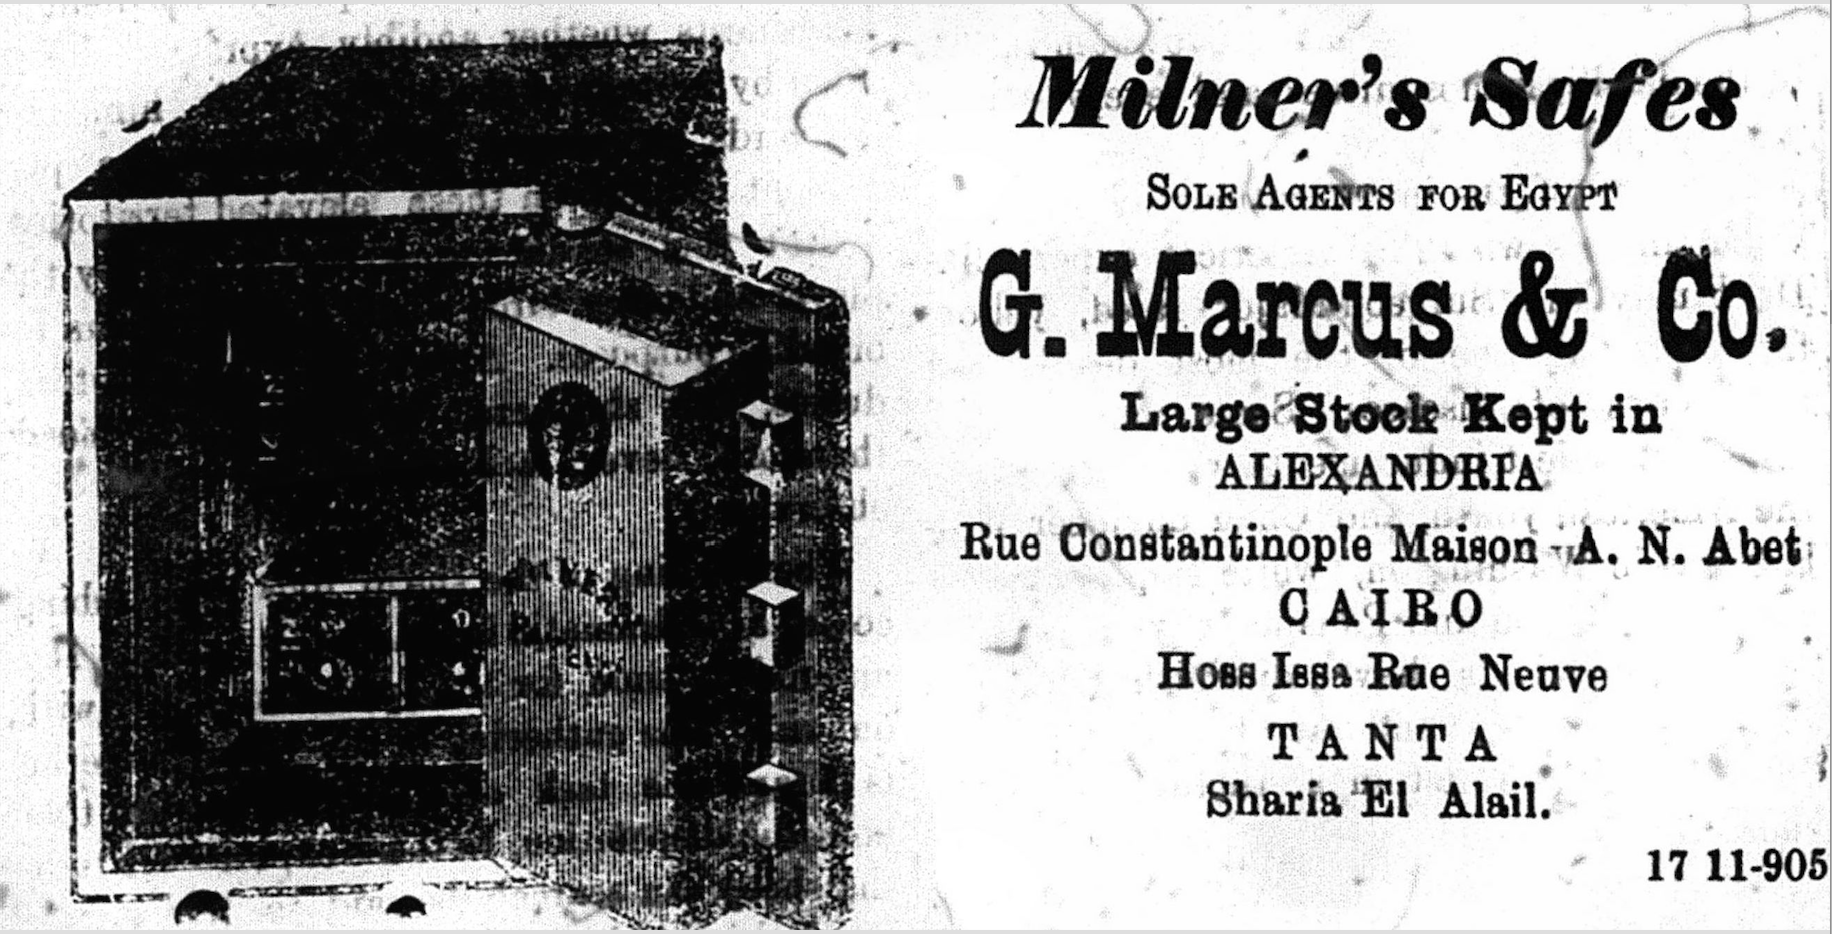 Milner's Safes
SOLE AGENTS FOR EGYPT
G. Marcus & Co.
Large Stock Kept in
ALEXANDRIA
Rue Constantinople Maison A. N. Abet
CAIRO
Hoss Issa Rue Neuve
TANTA
Sharia El Alail.
17 11-905